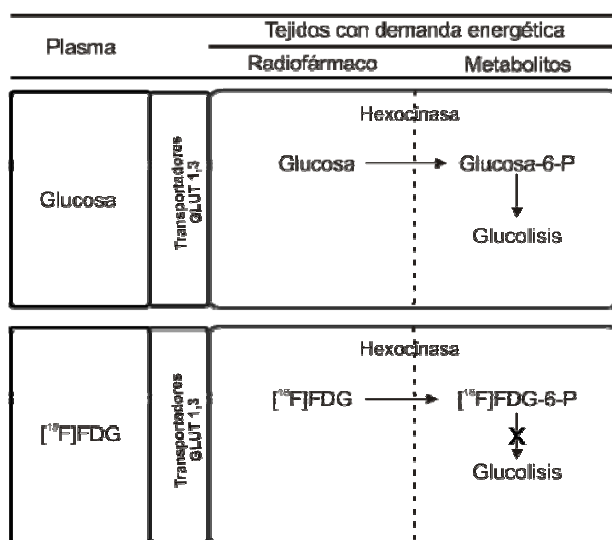 Plasma
Tejidos con demanda energética
Radiofármaco
Metabolitos
Glucosa
Transportadores
GLUT 1,3
Hexocinasa
Glucosa
Glucosa-6-P
Glucolisis
[¹⁸F]FDG
Transportadores
GLUT 1,3
Hexocinasa
[¹⁸F]FDG
[¹⁸F]FDG-6-P
X
Glucolisis